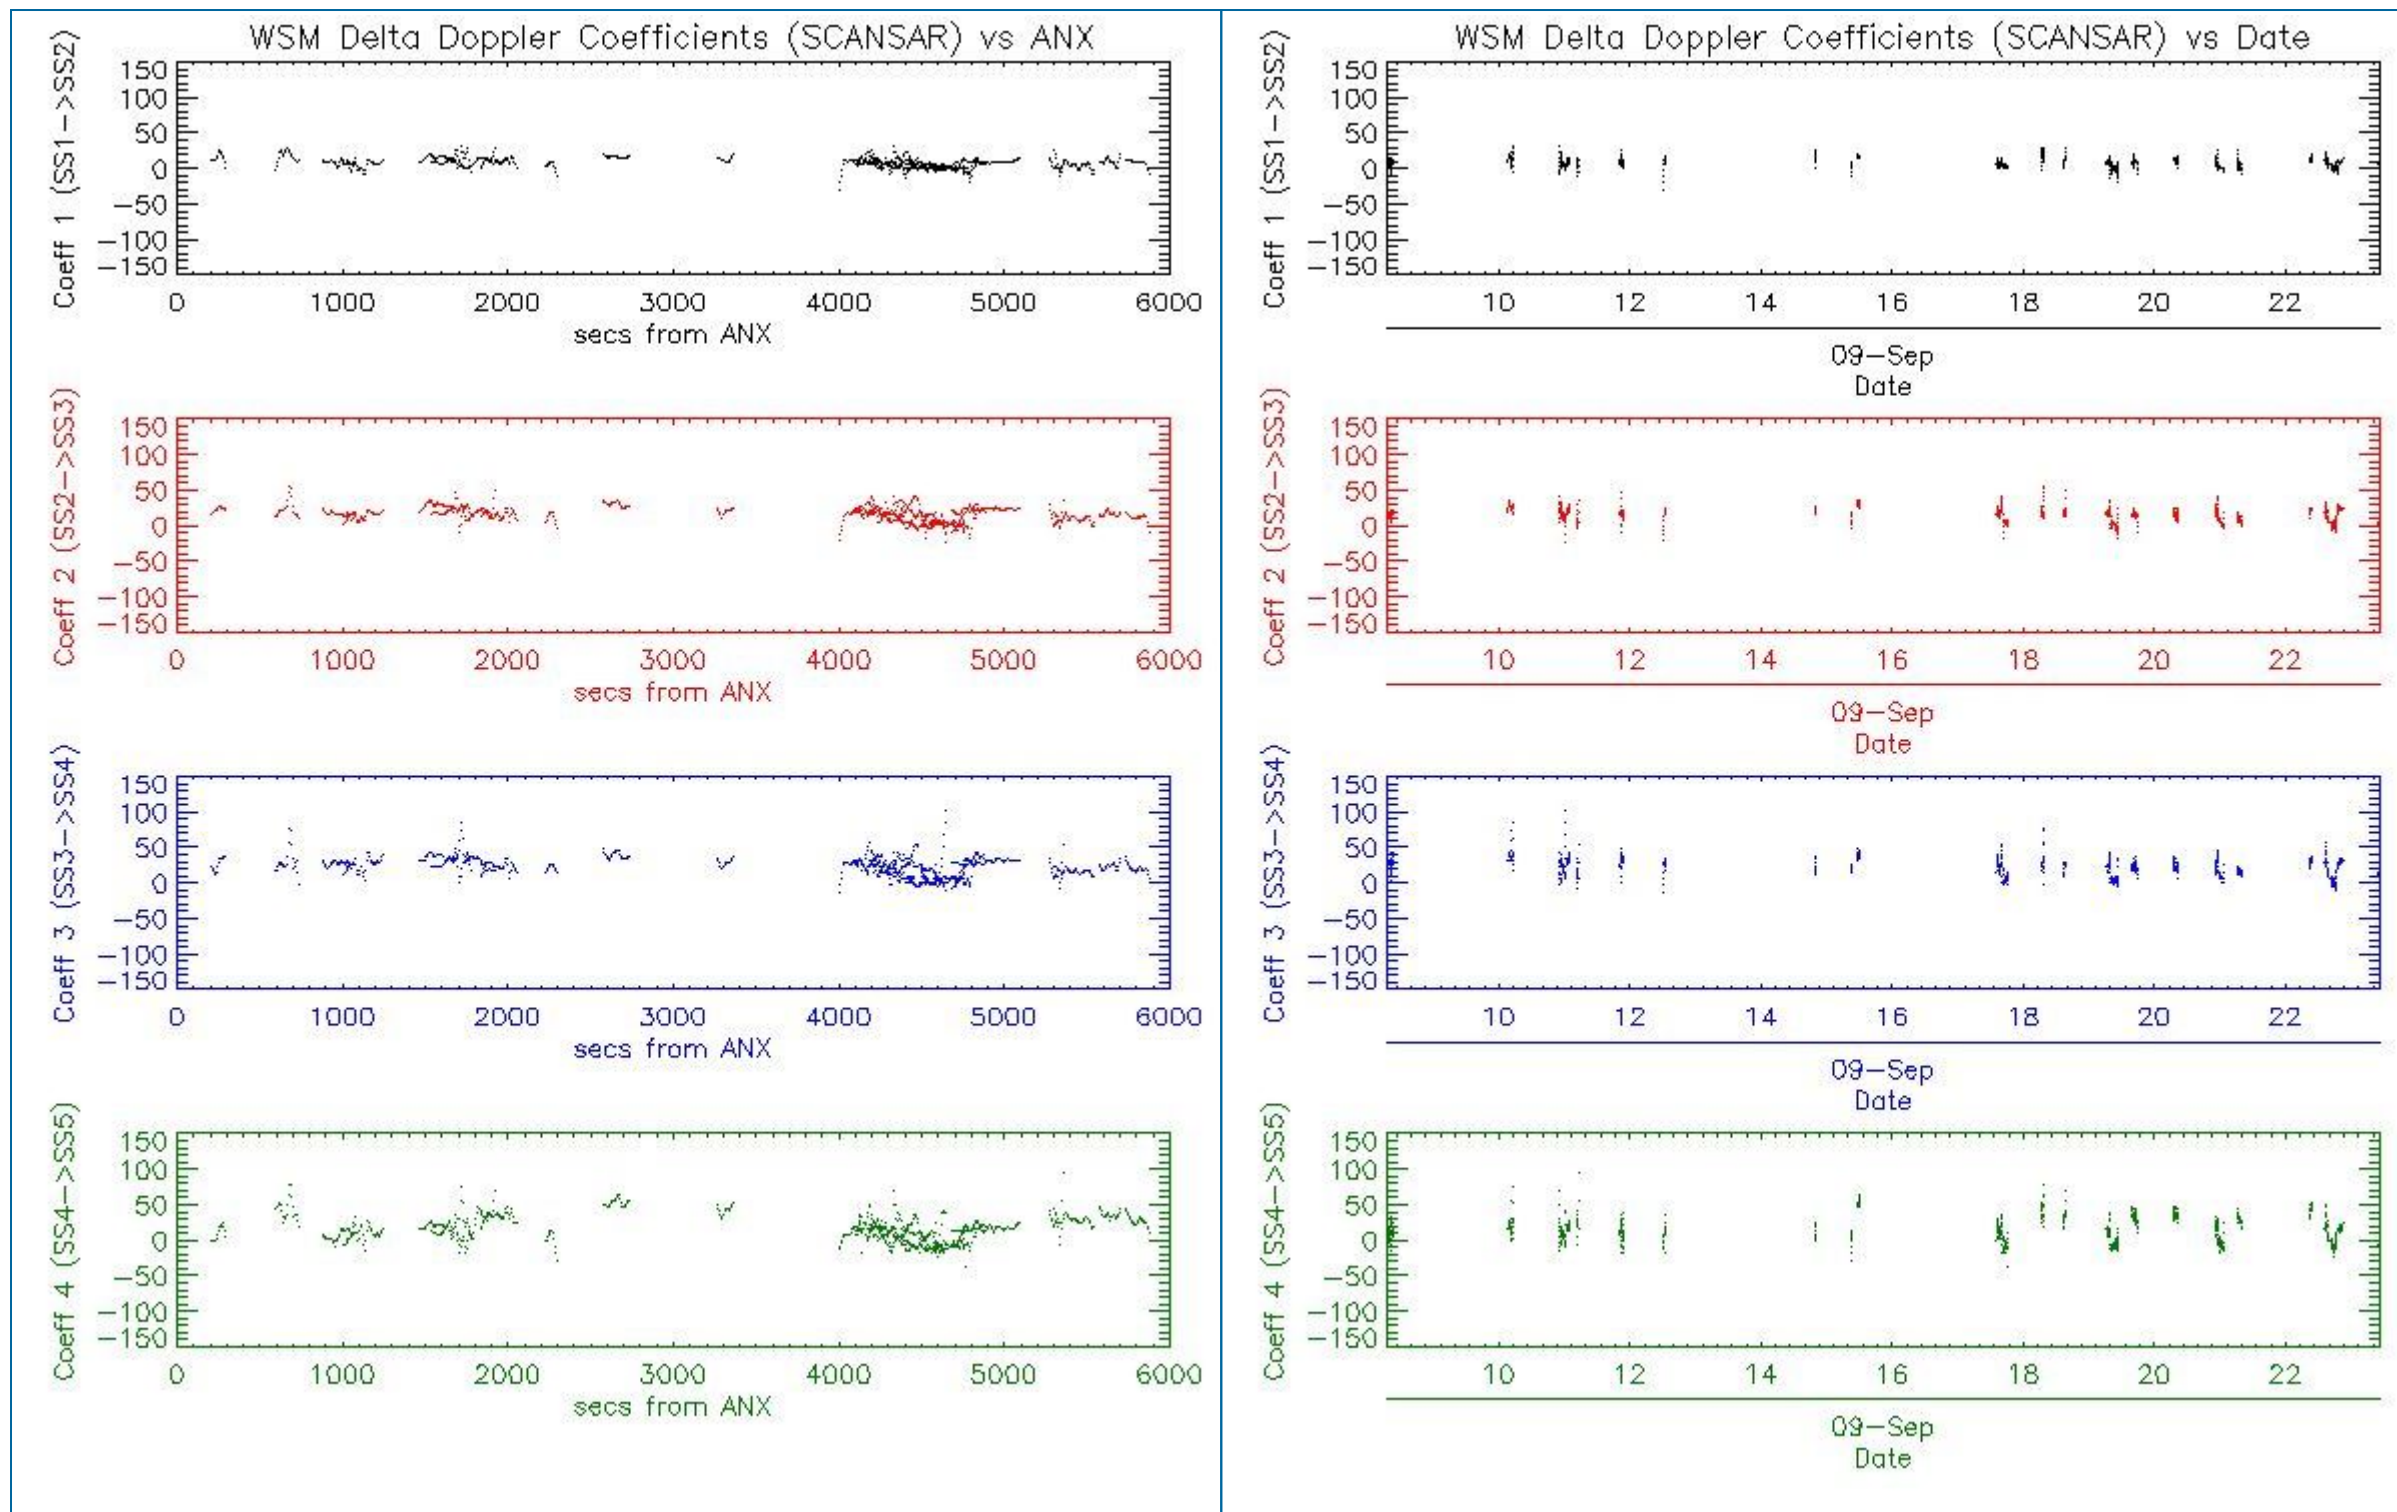 WSM Delta Doppler Coefficients (SCANSAR) vs ANX
Coeff 1 (SS1->SS2)
150
100
50
0
-50
-100
-150
0 1000 2000 3000 4000 5000 6000
secs from ANX
Coeff 2 (SS2->SS3)
150
100
50
0
-50
-100
-150
0 1000 2000 3000 4000 5000 6000
secs from ANX
Coeff 3 (SS3->SS4)
150
100
50
0
-50
-100
-150
0 1000 2000 3000 4000 5000 6000
secs from ANX
Coeff 4 (SS4->SS5)
150
100
50
0
-50
-100
-150
0 1000 2000 3000 4000 5000 6000
secs from ANX
WSM Delta Doppler Coefficients (SCANSAR) vs Date
Coeff 1 (SS1->SS2)
150
100
50
0
-50
-100
-150
10 12 14 16 18 20 22
09-Sep
Date
Coeff 2 (SS2->SS3)
150
100
50
0
-50
-100
-150
10 12 14 16 18 20 22
09-Sep
Date
Coeff 3 (SS3->SS4)
150
100
50
0
-50
-100
-150
10 12 14 16 18 20 22
09-Sep
Date
Coeff 4 (SS4->SS5)
150
100
50
0
-50
-100
-150
10 12 14 16 18 20 22
09-Sep
Date